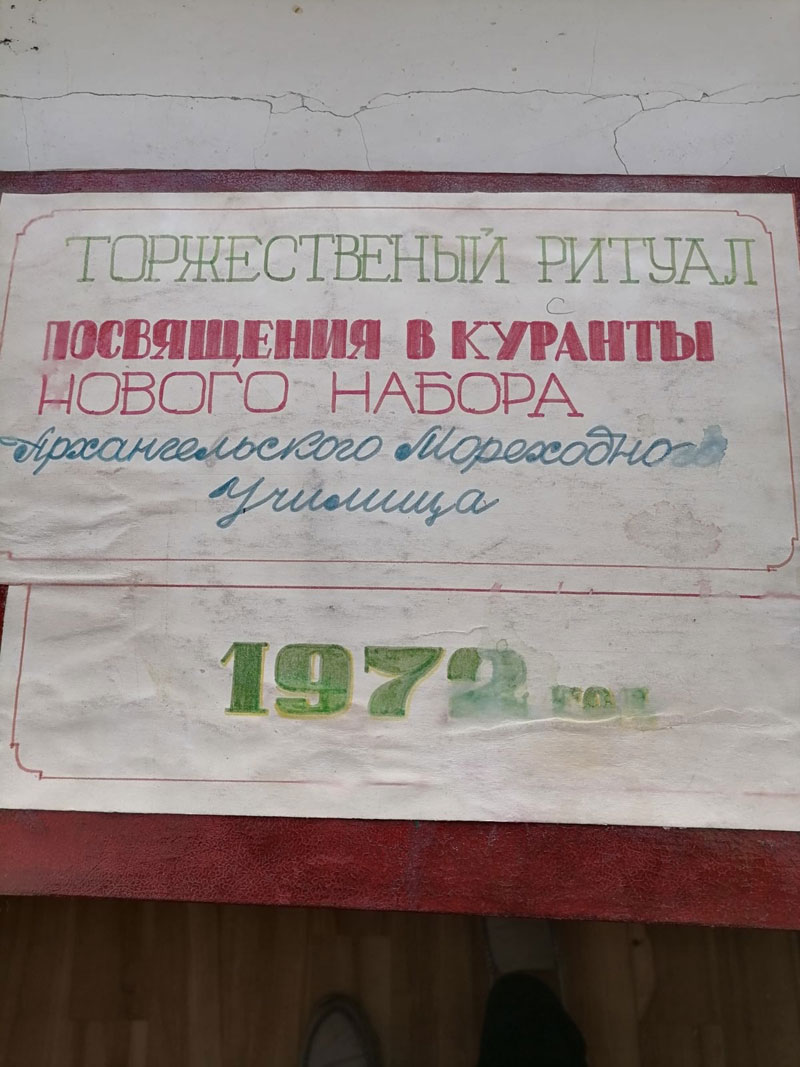 ТОРЖЕСТВЕНЫЙ РИТУАЛ
с
ПОСВЯЩЕНИЯ В КУРАНТЫ
НОВОГО НАБОРА
Архангельского Мореходного
Училища
1972 год